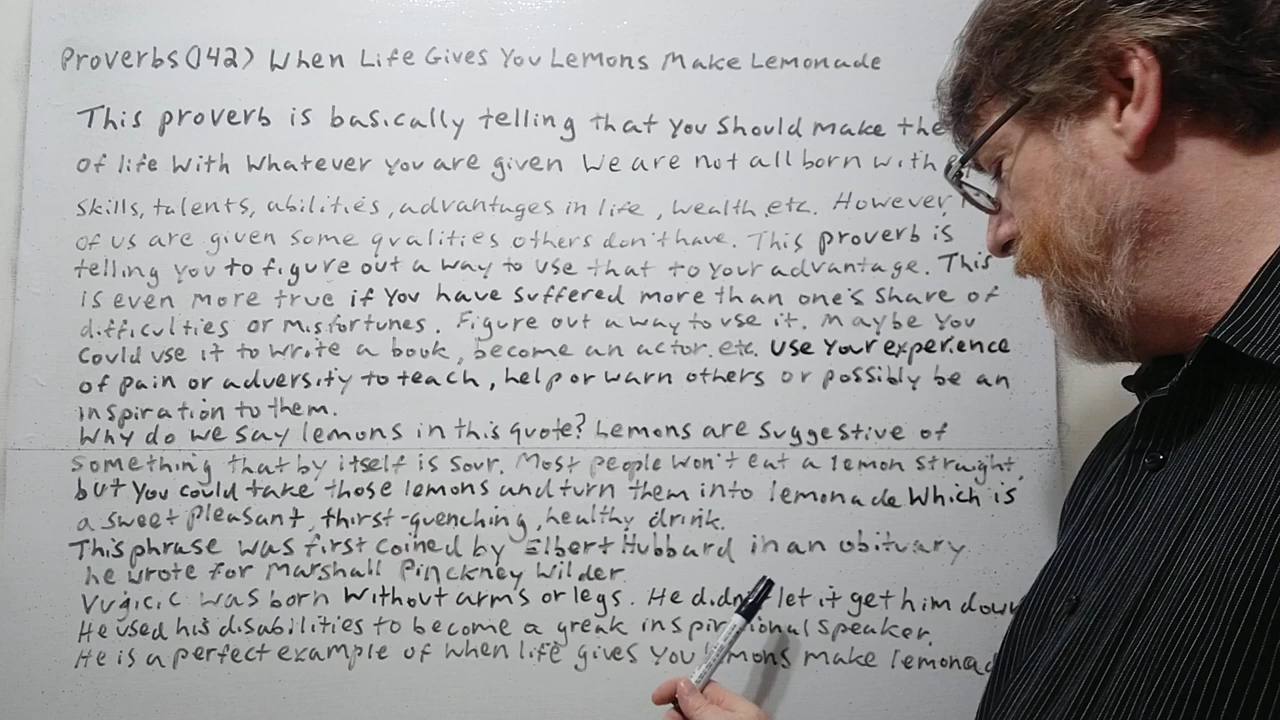 Proverbs (142) When Life Gives You Lemons Make Lemonade
This proverb is basically telling that you should make the
of life with whatever you are given We are not all born with
skills, talents, abilities, advantages in life, wealth, etc. However,
of us are given some qualities others don't have. This proverb is
telling you to figure out a way to use that to your advantage. This
is even more true if you have suffered more than one's share of
difficulties or misfortunes. Figure out a way to use it. Maybe you
could use it to write a book, become an actor. etc. Use your experience
of pain or adversity to teach, help or warn others or possibly be an
inspiration to them.
Why do we say lemons in this quote? Lemons are suggestive of
something that by itself is sour. Most people won't eat a lemon straight,
but you could take those lemons and turn them into lemonade which is
a sweet pleasant, thirst-quenching, healthy drink.
This phrase was first coined by Elbert Hubbard in an obituary
he wrote for Marshall Pinckney Wilder
was born without arms or legs. He let it get him down
He used his disabilities to become a greak speaker.
He is a perfect example of when life gives you make